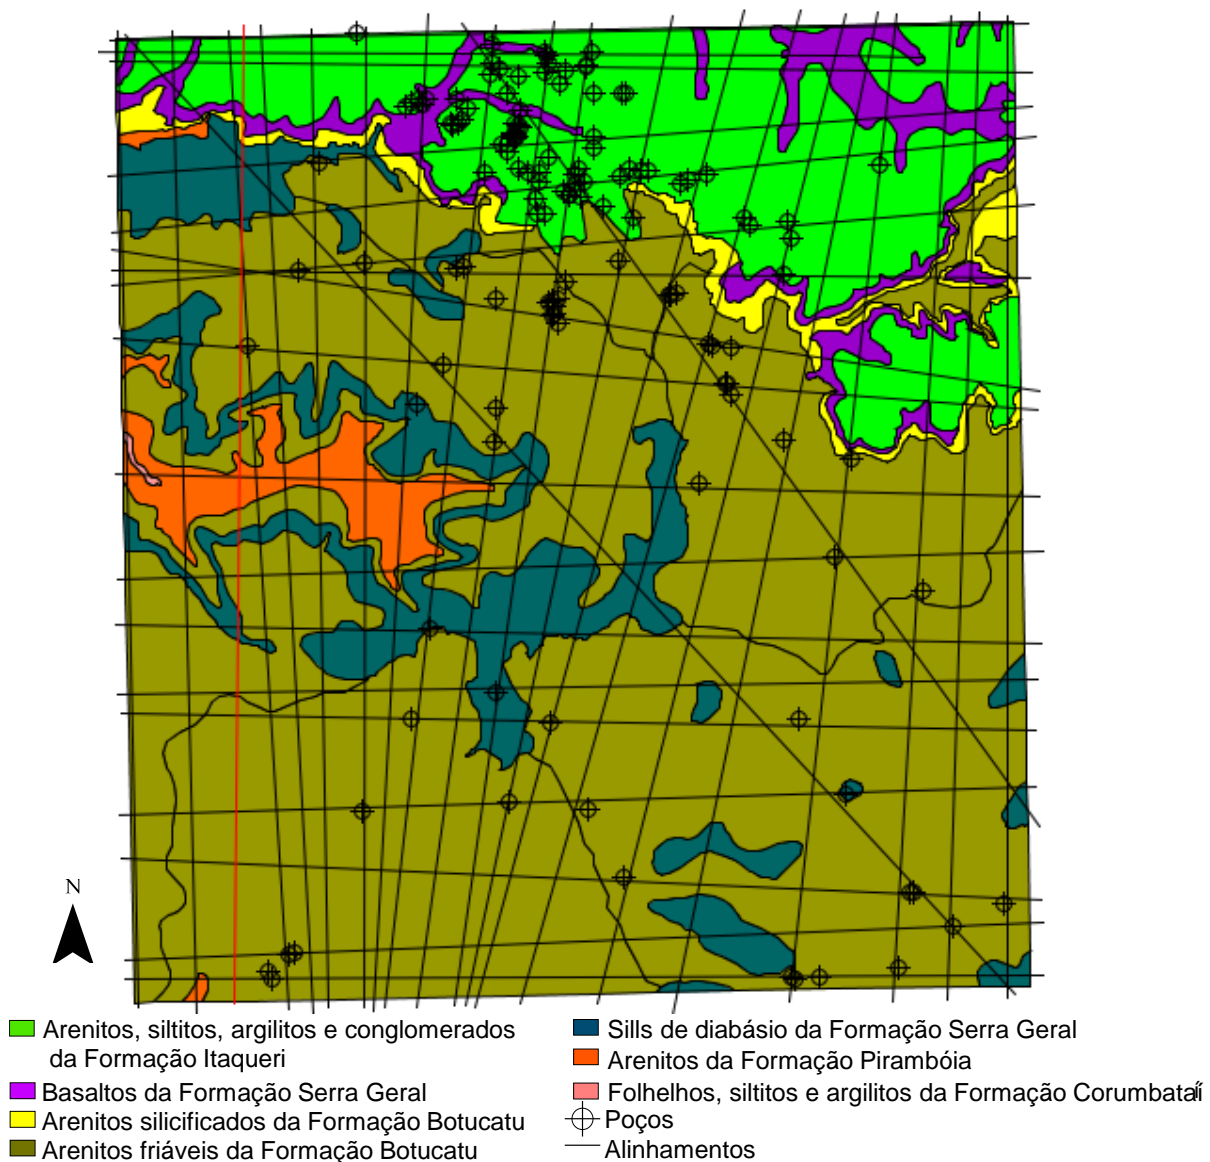 N
Arenitos, siltitos, argilitos e conglomerados
da Formação Itaqueri
Basaltos da Formação Serra Geral
Arenitos silicificados da Formação Botucatu
Arenitos friáveis da Formação Botucatu
Sills de diabásio da Formação Serra Geral
Arenitos da Formação Pirambóia
Folhelhos, siltitos e argilitos da Formação Corumbataí
Poços
Alinhamentos